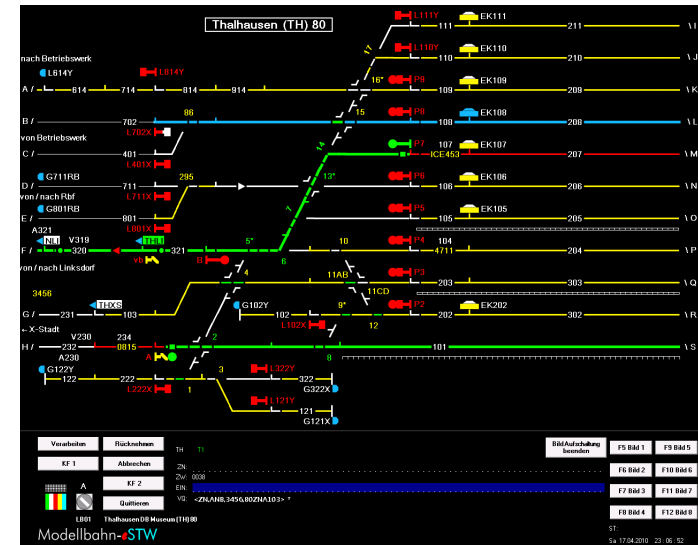 Thalhausen (TH) 80
L111Y EK111
111 211 \ I
17
L110Y EK110
110 210 \ J
nach Betriebswerk
L614Y L814Y
16* P9 EK109
A / 614 714 814 914 109 209 \ K
86 15 P8 EK108
B / 702 108 208 \ L
L702X
von Betriebswerk
14 P7 107 EK107
C / 401 ICE453 207 \ M
L401X
G711RB 295 13* P6 EK106
D / 711 106 206 \ N
von / nach Rbf L711X
G801RB 7 P5 EK105
E / 801 105 205 \ O
A321 L801X
NLI V319 THLI 5* 10 P4 104
F / 320 321 4711 204 \ P
Vb B 6
von / nach Linksdorf
4 11AB P3
203 303 \ Q
3456 11CD
THXS G102Y 9* P2 EK202
G / 231 103 102 202 302 \ R
L102X 12
← X-Stadt
V230 234 2
H / 232 0815 101 \ S
A230 A 8
G122Y 3 L322Y
122 222 322
L222X 1 G322X
L121Y
121
G121X
Verarbeiten Rücknehmen TH T1 Bild Aufschaltung beenden F5 Bild 1 F9 Bild 5
KF 1 Abbrechen ZN: F6 Bild 2 F10 Bild 6
ZW: 0038
A KF 2 EIN: F7 Bild 3 F11 Bild 7
Quittieren VQ: <ZN,ANB,3456,80ZNA103> *
F8 Bild 4 F12 Bild 8
LB01 Thalhausen DB Museum (TH) 80
ST:
Modellbahn-eSTW Sa 17.04.2010 23:06:52